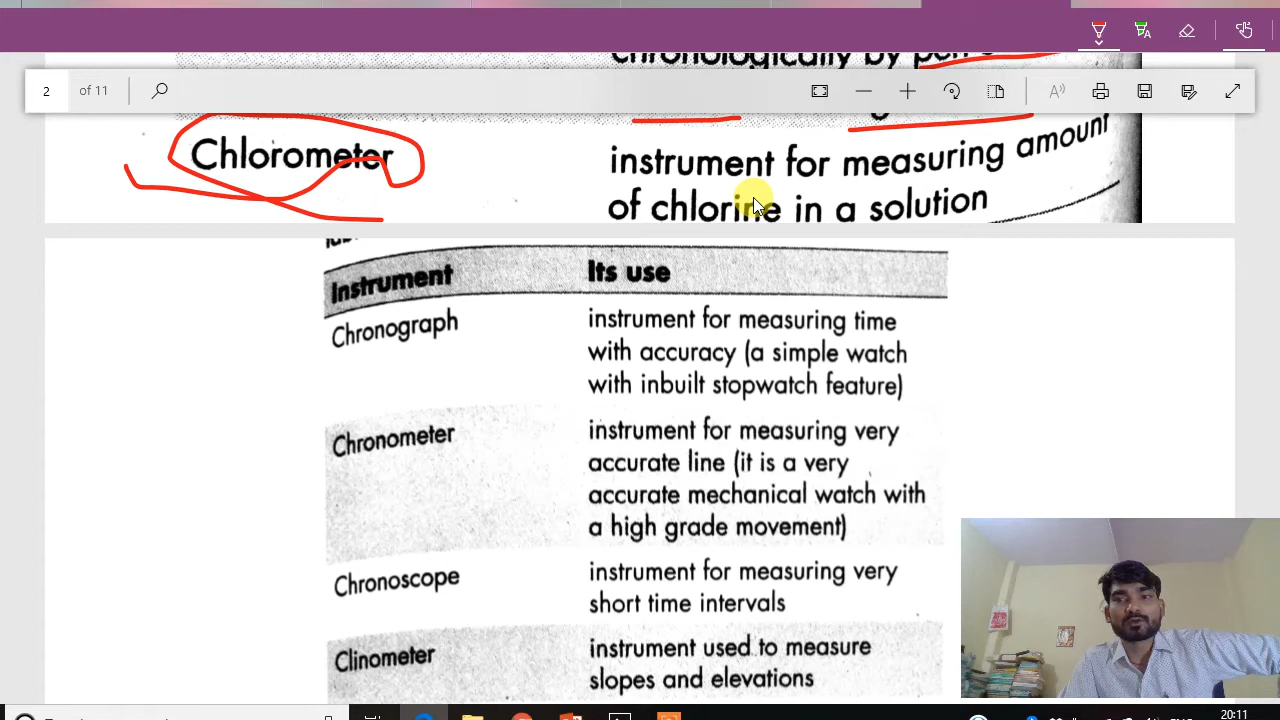 chronologically by
2 of 11
Chlorometer
instrument for measuring amount
of chlorine in a solution
Instrument Its use
Chronograph
instrument for measuring time
with accuracy (a simple watch
with inbuilt stopwatch feature)
Chronometer
instrument for measuring very
accurate line (it is a very
accurate mechanical watch with
a high grade movement)
Chronoscope
instrument for measuring very
short time intervals
Clinometer
instrument used to measure
slopes and elevations
20:11